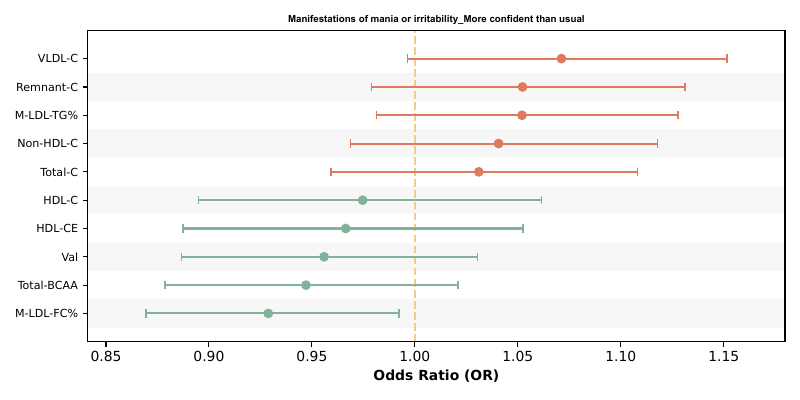 Manifestations of mania or irritability_More confident than usual
VLDL-C
Remnant-C
M-LDL-TG%
Non-HDL-C
Total-C
HDL-C
HDL-CE
Val
Total-BCAA
M-LDL-FC%
0.85 0.90 0.95 1.00 1.05 1.10 1.15
Odds Ratio (OR)